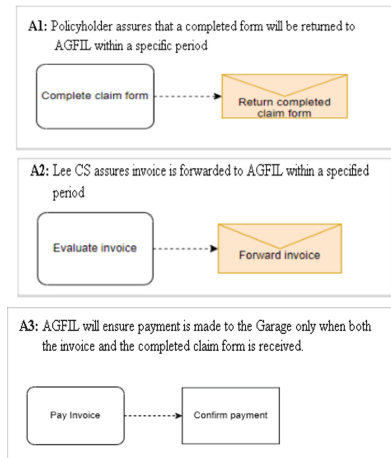 A1: Policyholder assures that a completed form will be returned to
AGFIL within a specific period
Complete claim form
Return completed
claim form
A2: Lee CS assures invoice is forwarded to AGFIL within a specified
period
Evaluate invoice
Forward invoice
A3: AGFIL will ensure payment is made to the Garage only when both
the invoice and the completed claim form is received.
Pay Invoice
Confirm payment